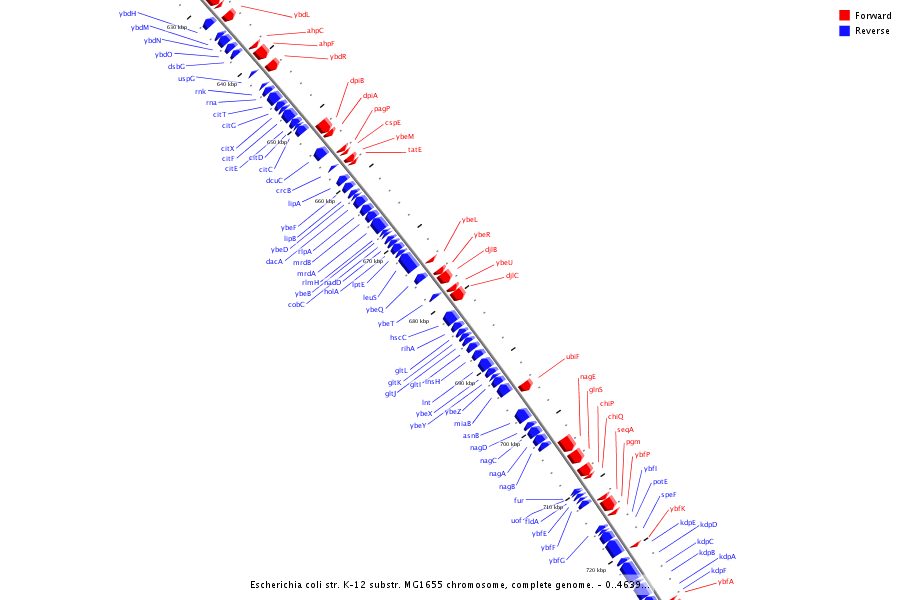 Forward
Reverse
ybdH
630 kbp
ybdM
ybdN
ybdO
dsbG
uspG
640 kbp
rnk
rna
citT
citG
650 kbp
citX
citF
citD
citE
citC
dcuC
crcB
lipA
660 kbp
ybeF
lipB
ybeD
rlpA
dacA
mrdB
670 kbp
mrdA
rlmH
nadD
ybeB
holA
lptE
cobC
leuS
ybeQ
ybeT
680 kbp
hscC
rihA
gltL
gltK
gltI
insH
gltJ
690 kbp
lnt
ybeX
ybeZ
ybeY
miaB
asnB
nagD
700 kbp
nagC
nagA
nagB
fur
710 kbp
uof
fldA
ybfE
ybfF
ybfG
720 kbp
ybdL
ahpC
ahpF
ybdR
dpiB
dpiA
pagP
cspE
ybeM
tatE
ybeL
ybeR
djlB
ybeU
djlC
ubiF
nagE
glnS
chiP
chiQ
seqA
pgm
ybfP
ybfI
potE
speF
ybfK
kdpE
kdpD
kdpC
kdpB
kdpA
kdpF
ybfA
Escherichia coli str. K-12 substr. MG1655 chromosome, complete genome. - 0..4639...